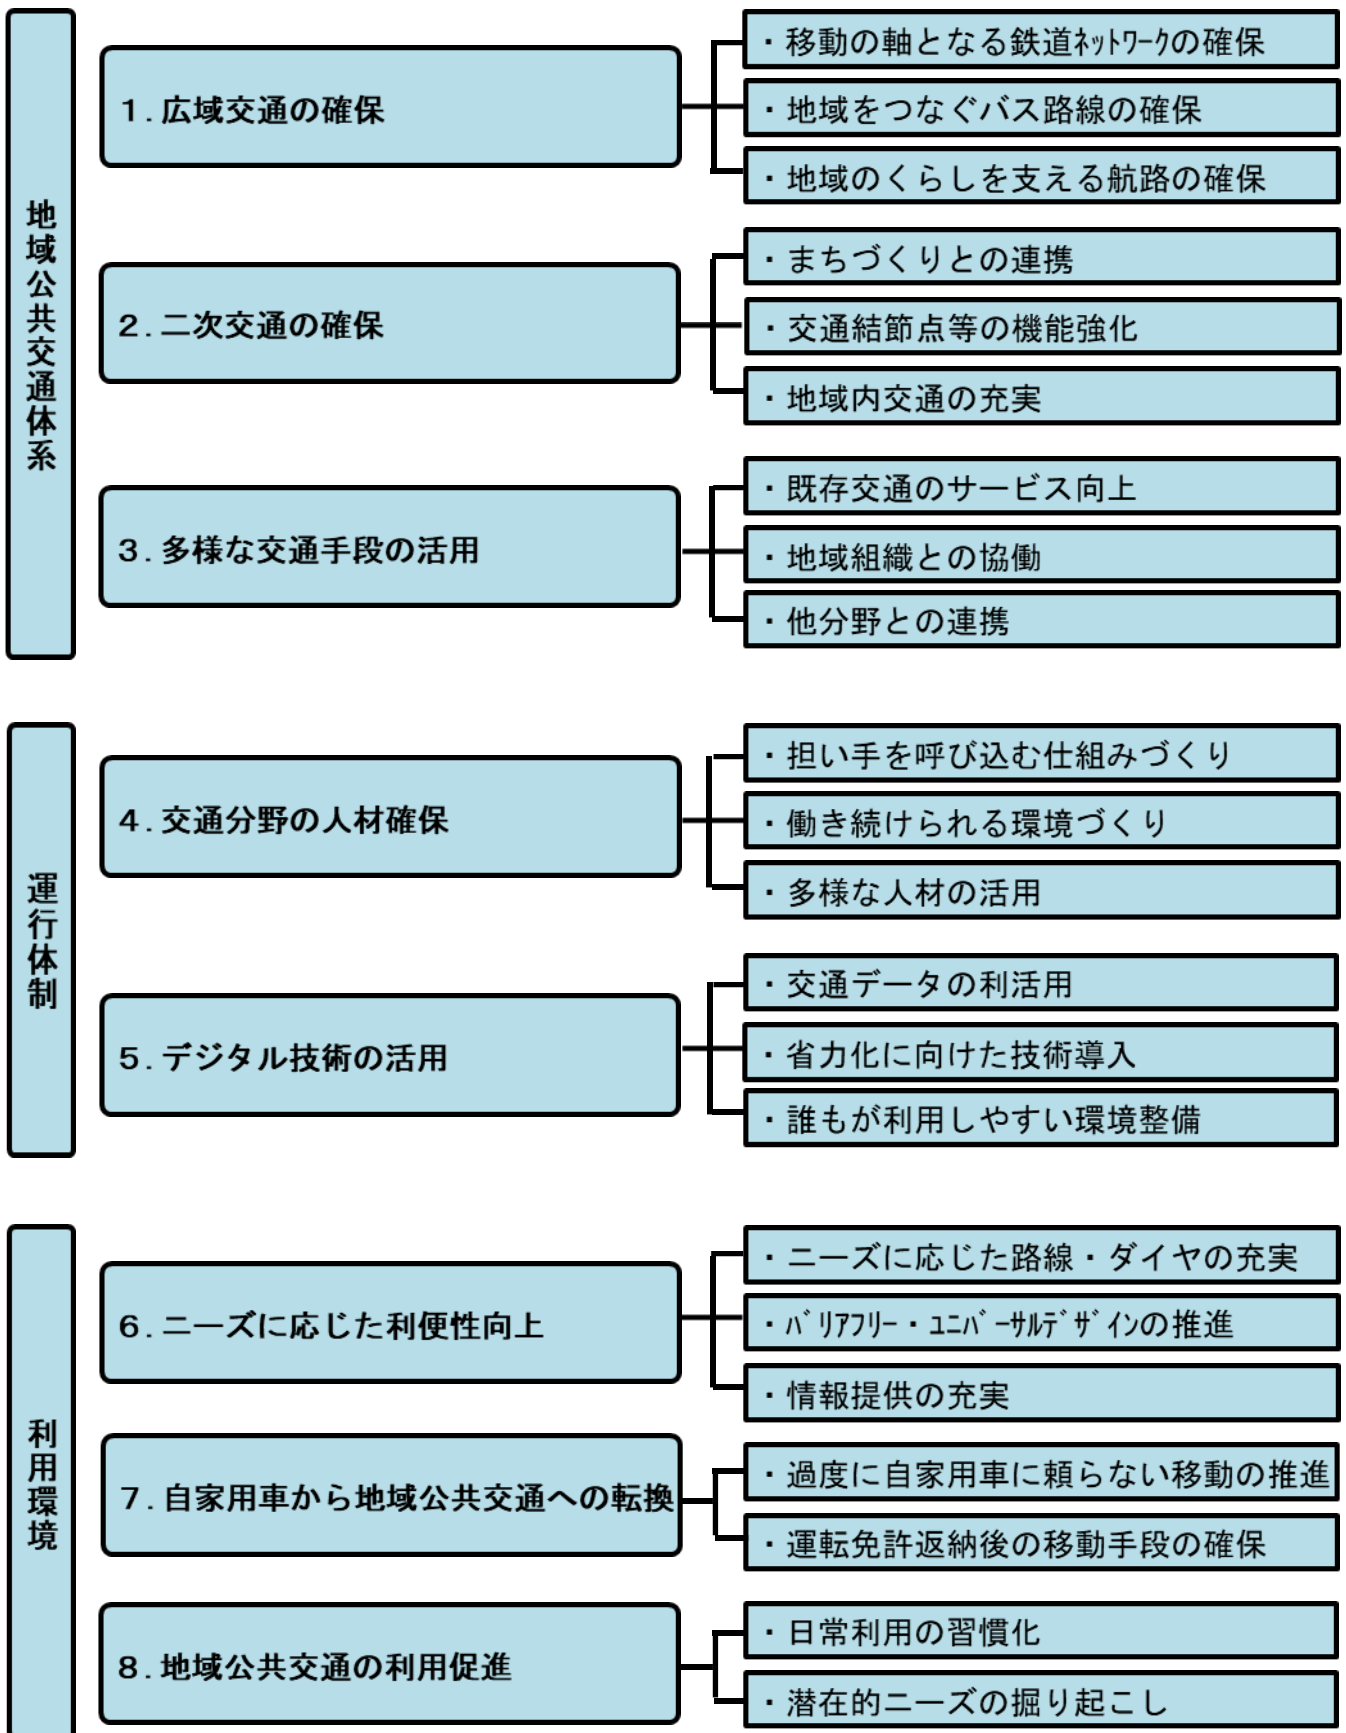 地域公共交通体系
1.広域交通の確保
・移動の軸となる鉄道ﾈｯﾄﾜｰｸの確保
・地域をつなぐバス路線の確保
・地域のくらしを支える航路の確保
2.二次交通の確保
・まちづくりとの連携
・交通結節点等の機能強化
・地域内交通の充実
3.多様な交通手段の活用
・既存交通のサービス向上
・地域組織との協働
・他分野との連携
運行体制
4.交通分野の人材確保
・担い手を呼び込む仕組みづくり
・働き続けられる環境づくり
・多様な人材の活用
5.デジタル技術の活用
・交通データの利活用
・省力化に向けた技術導入
・誰もが利用しやすい環境整備
利用環境
6.ニーズに応じた利便性向上
・ニーズに応じた路線・ダイヤの充実
・ﾊﾞﾘｱﾌﾘｰ・ﾕﾆﾊﾞｰｻﾙﾃﾞｻﾞｲﾝの推進
・情報提供の充実
7.自家用車から地域公共交通への転換
・過度に自家用車に頼らない移動の推進
・運転免許返納後の移動手段の確保
8.地域公共交通の利用促進
・日常利用の習慣化
・潜在的ニーズの掘り起こし